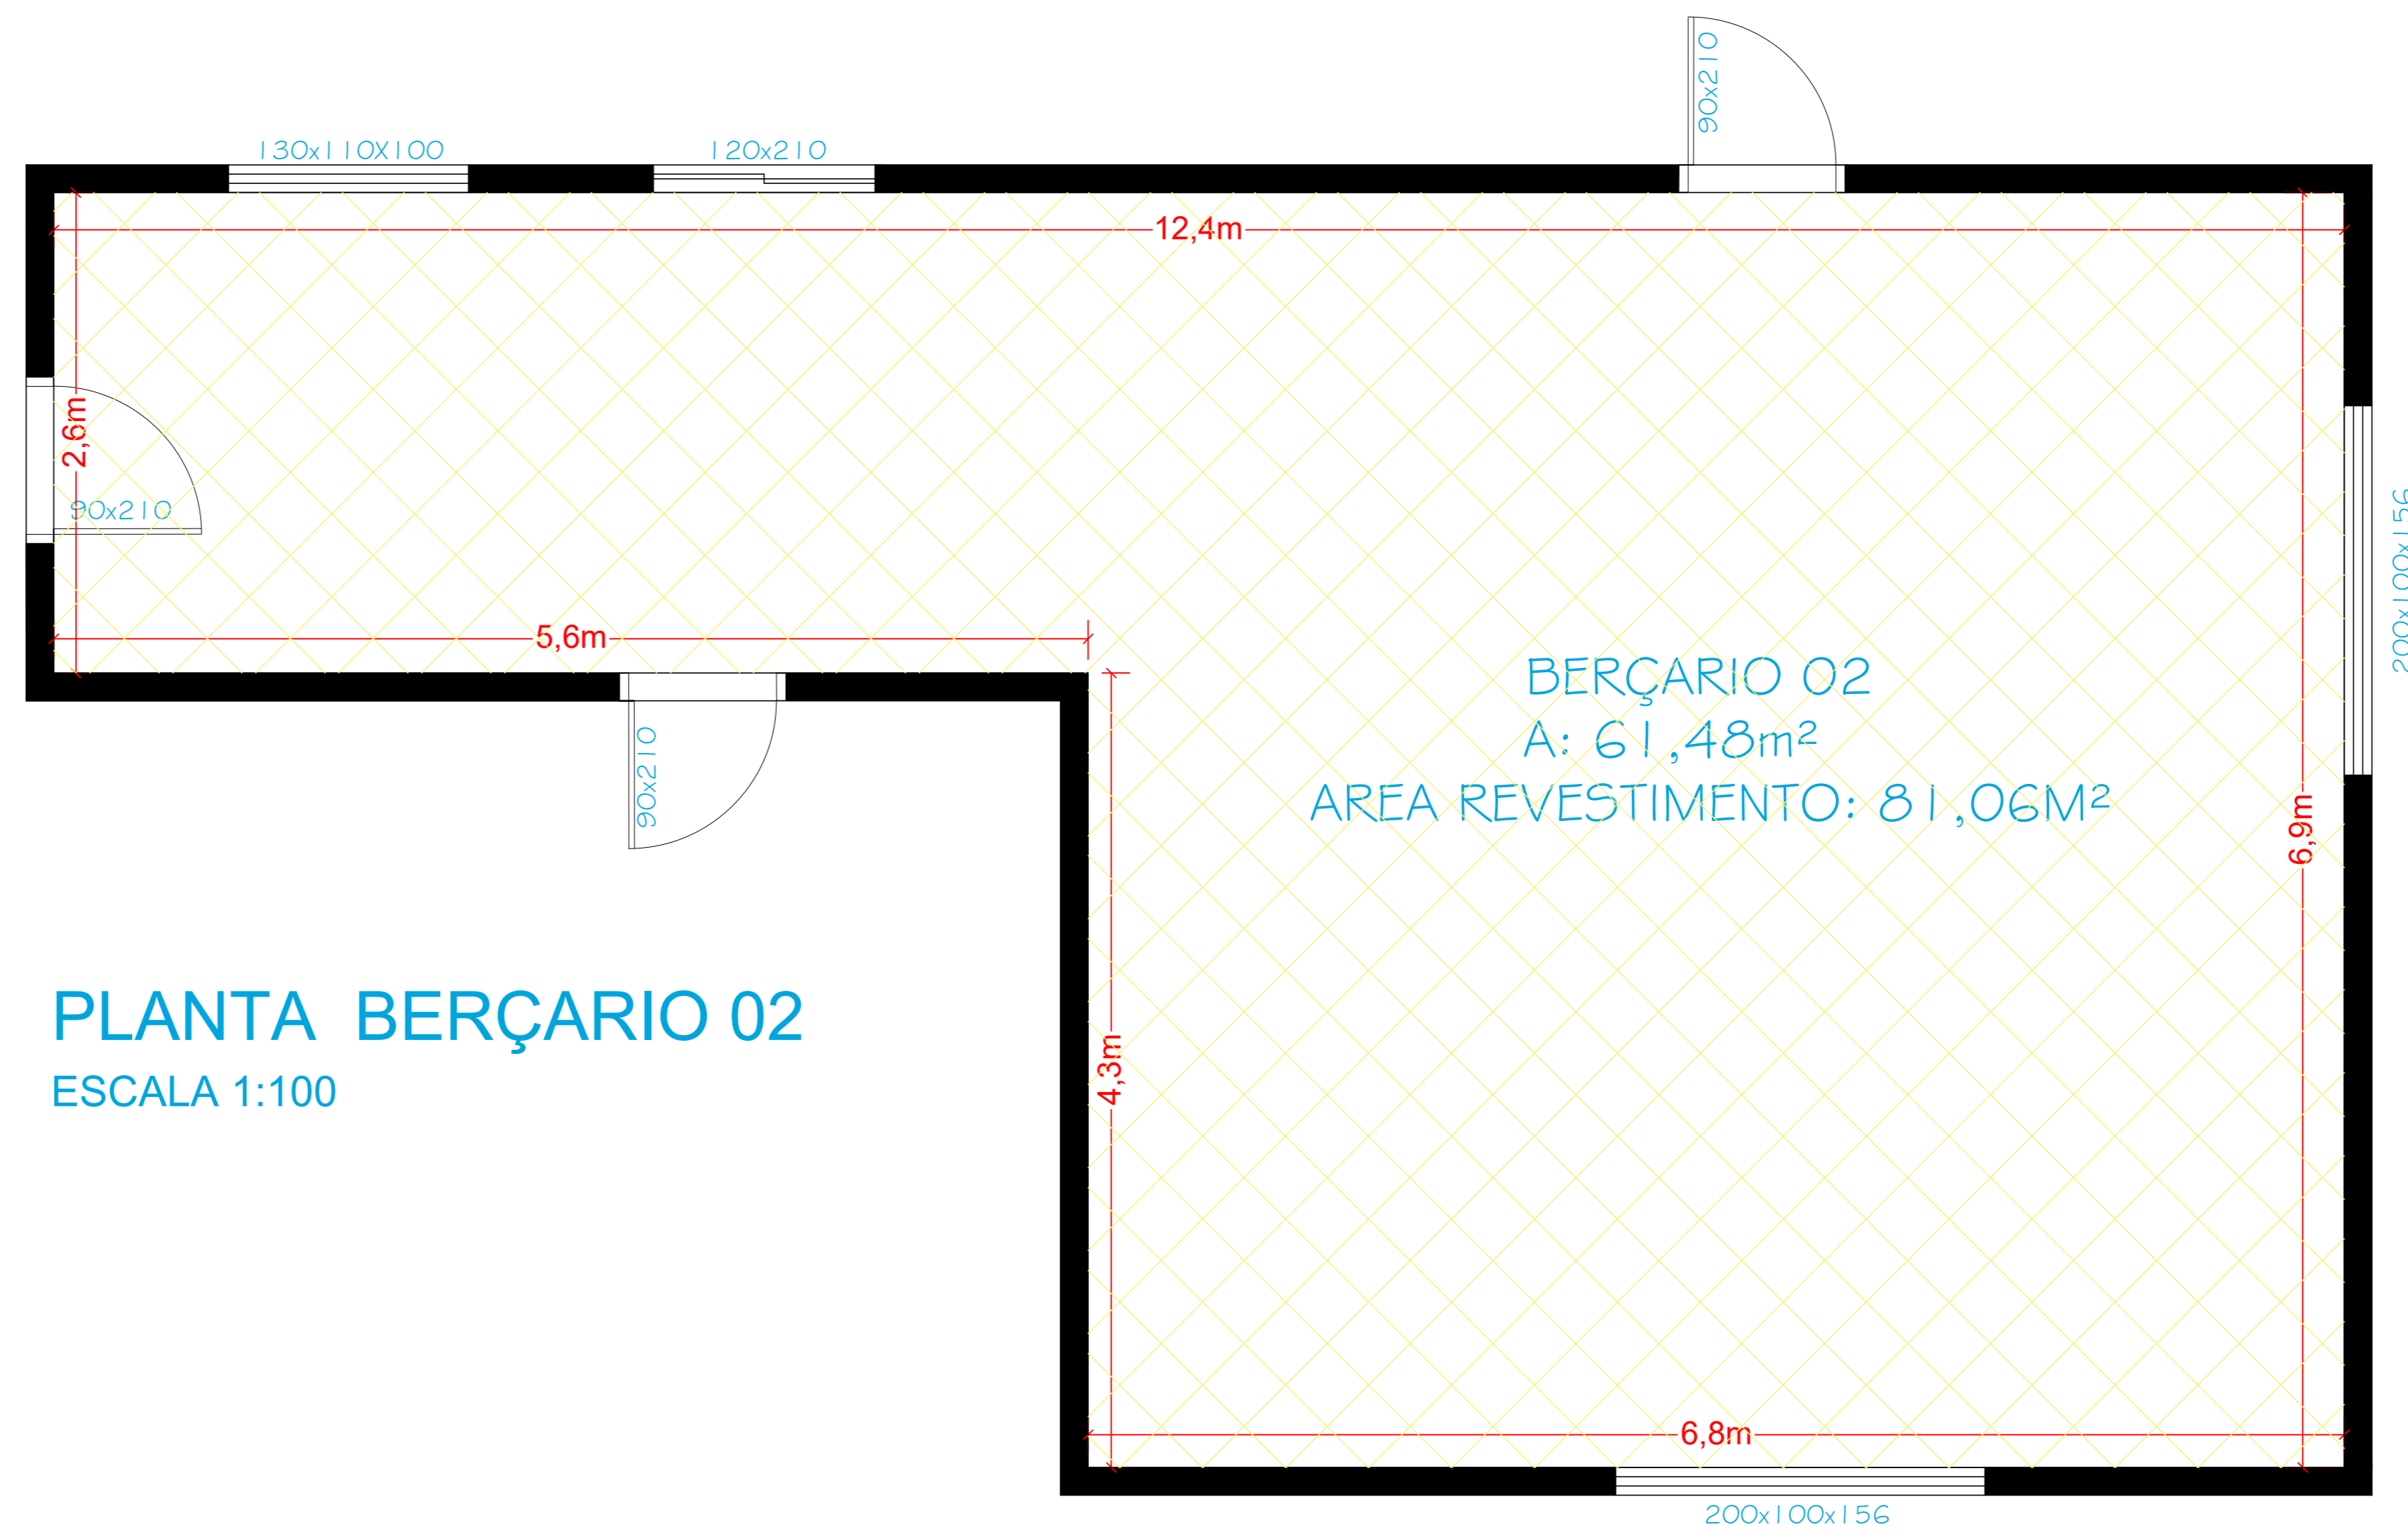 90x210
130x110X100
120x210
12,4m
2,6m
90x210
200x100x156
5,6m
BERÇARIO 02
A: 61,48m²
AREA REVESTIMENTO: 81,06M²
90x210
6,9m
PLANTA BERÇARIO 02
ESCALA 1:100
4,3m
6,8m
200x100x156